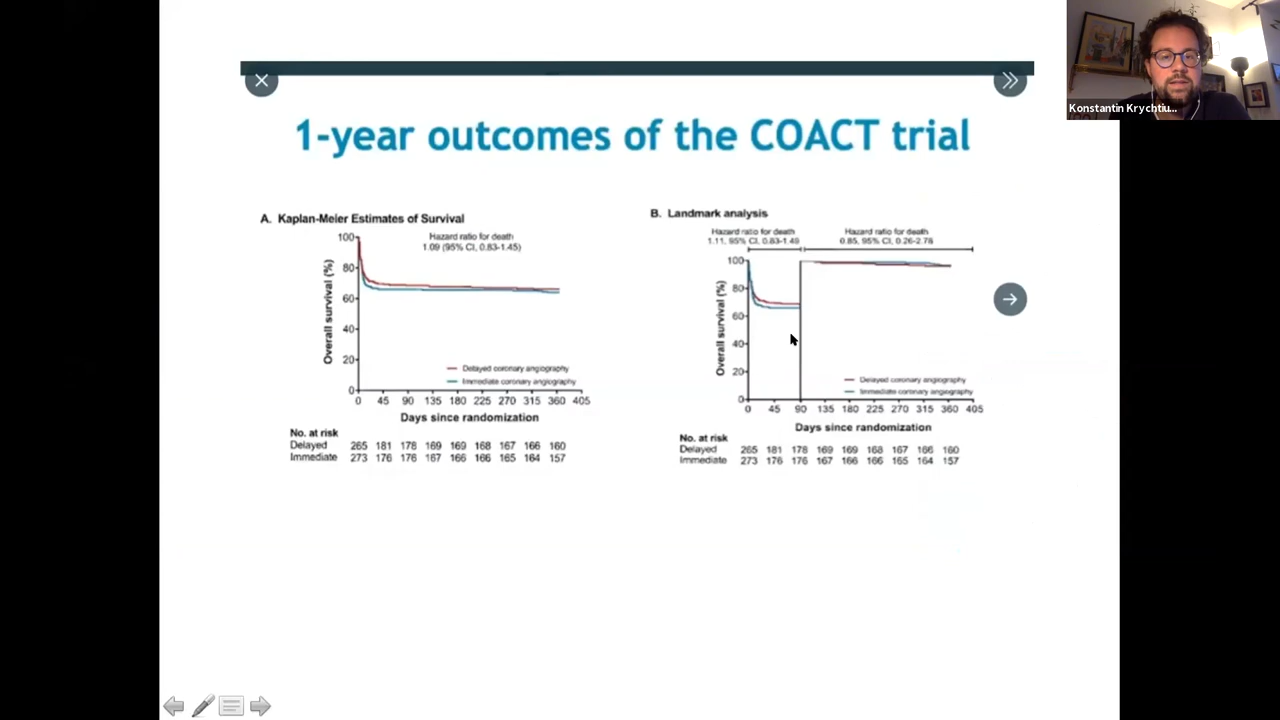 Konstantin Krychtiu...
1-year outcomes of the COACT trial
A. Kaplan-Meier Estimates of Survival
Hazard ratio for death
1.09 (95% CI, 0.83-1.45)
100
80
60
40
20
0
Overall survival (%)
Delayed coronary angiography
Immediate coronary angiography
0 45 90 135 180 225 270 315 360 405
Days since randomization
No. at risk
Delayed 265 181 178 169 169 168 167 166 160
Immediate 273 176 176 167 166 166 165 164 157
B. Landmark analysis
Hazard ratio for death
1.11, 95% CI, 0.83-1.49
Hazard ratio for death
0.85, 95% CI, 0.26-2.78
100
80
60
40
20
0
Overall survival (%)
Delayed coronary angiography
Immediate coronary angiography
0 45 90 135 180 225 270 315 360 405
Days since randomization
No. at risk
Delayed 265 181 178 169 169 168 167 166 160
Immediate 273 176 176 167 166 166 165 164 157